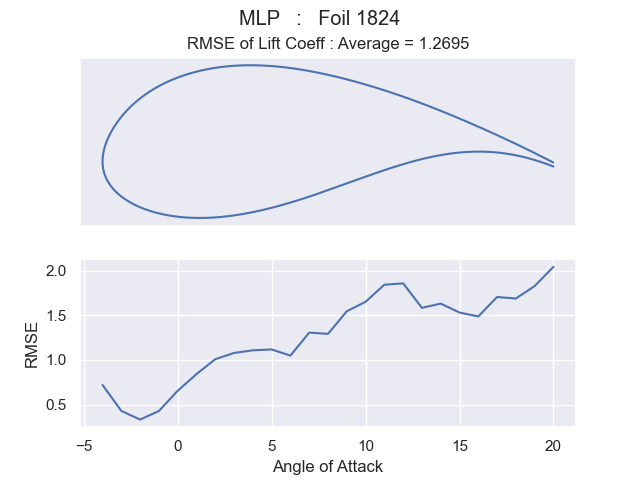 MLP : Foil 1824
RMSE of Lift Coeff : Average = 1.2695
2.0
1.5
1.0
0.5
RMSE
−5 0 5 10 15 20
Angle of Attack